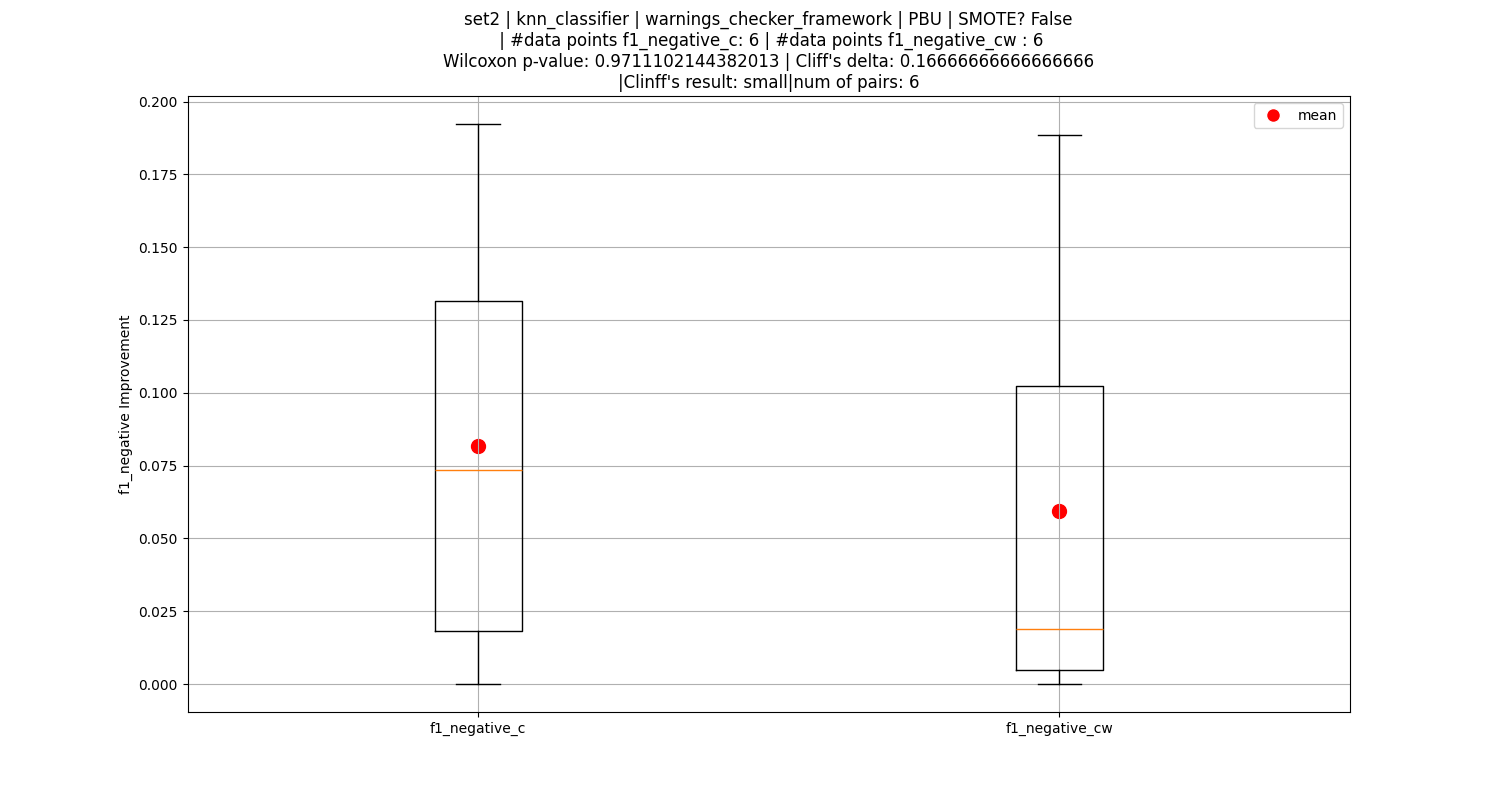 set2 | knn_classifier | warnings_checker_framework | PBU | SMOTE? False
| #data points f1_negative_c: 6 | #data points f1_negative_cw : 6
Wilcoxon p-value: 0.9711102144382013 | Cliff's delta: 0.16666666666666666
|Clinff's result: small|num of pairs: 6
mean
0.200
0.175
0.150
0.125
0.100
0.075
0.050
0.025
0.000
f1_negative Improvement
f1_negative_c
f1_negative_cw